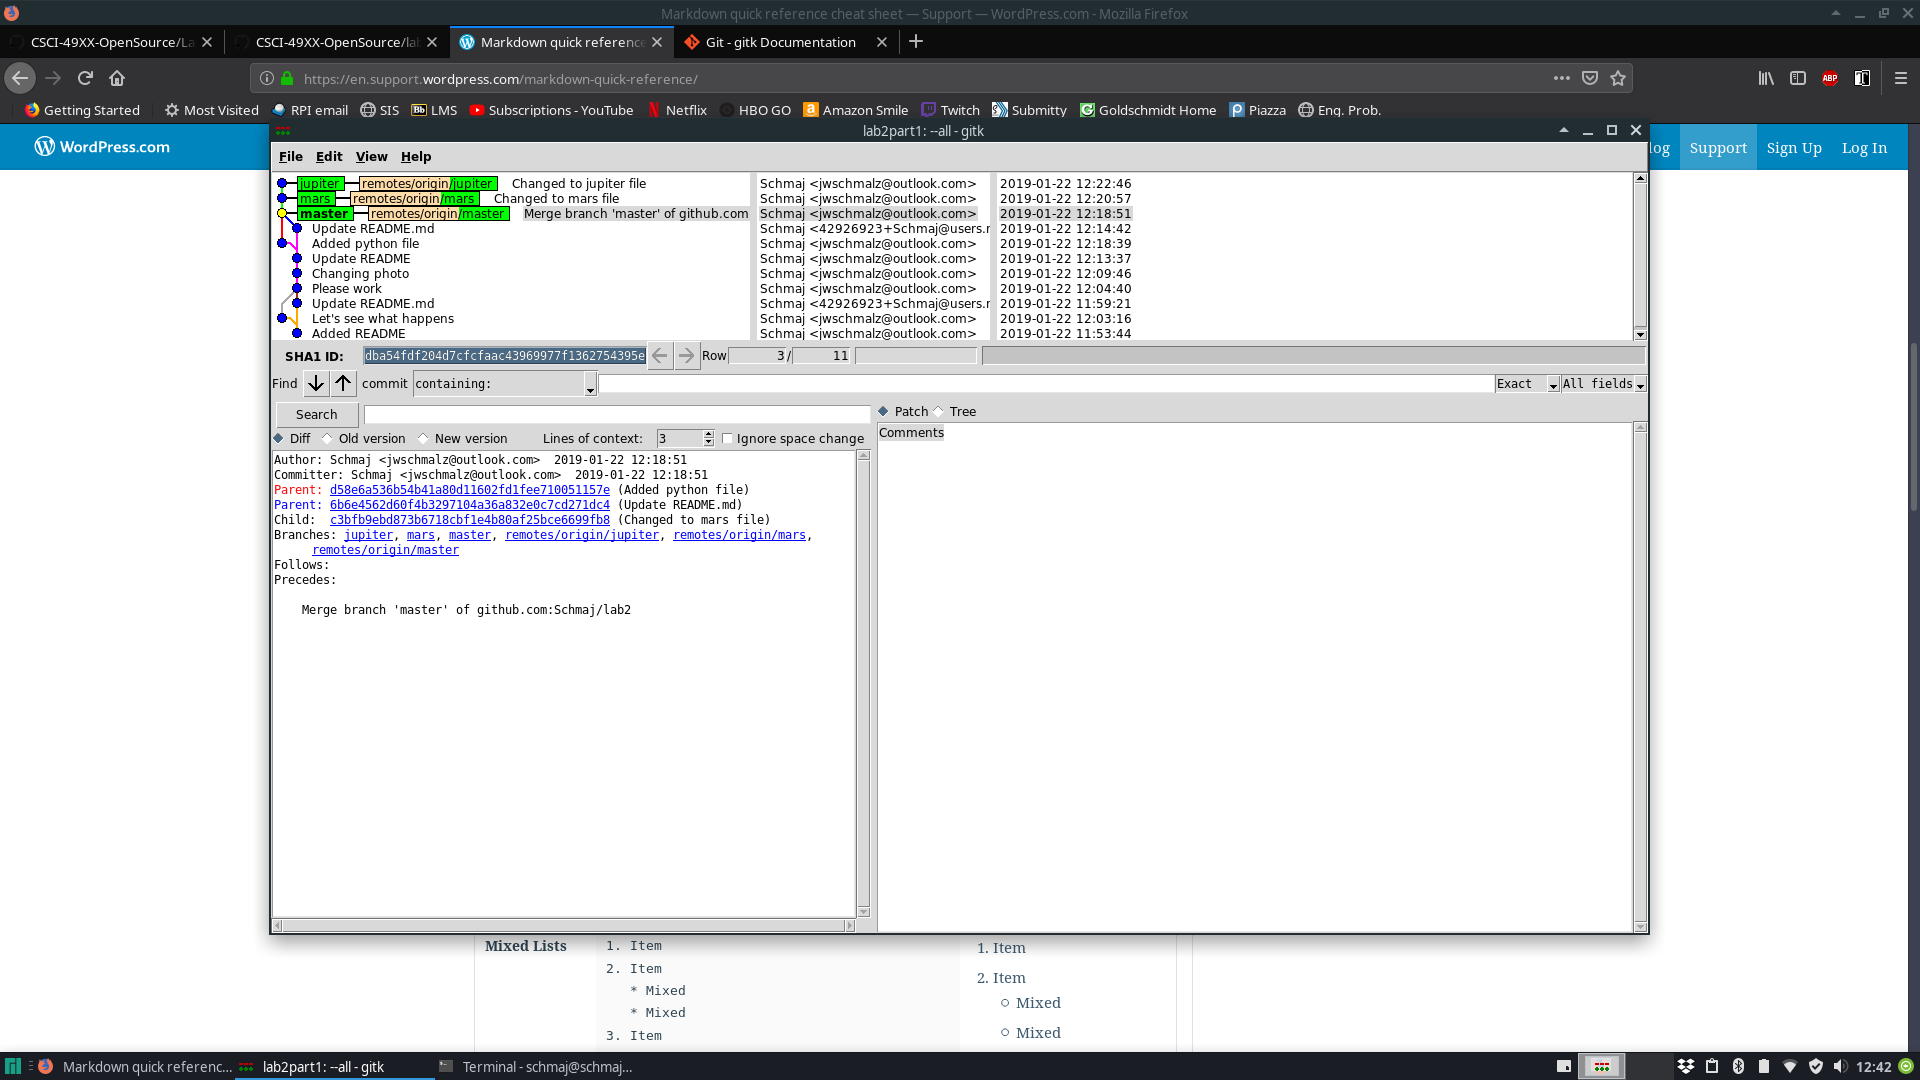 Markdown quick reference cheat sheet — Support — WordPress.com - Mozilla Firefox
CSCI-49XX-OpenSource/La
CSCI-49XX-OpenSource/la
Markdown quick reference
Git - gitk Documentation
https://en.support.wordpress.com/markdown-quick-reference/
ABP
Getting Started
Most Visited
RPI email
SIS
Bb LMS
Subscriptions - YouTube
Netflix
HBO GO
Amazon Smile
Twitch
Submitty
Goldschmidt Home
Piazza
Eng. Prob.
lab2part1: --all - gitk
WordPress.com
log
Support
Sign Up
Log In
File Edit View Help
jupiter remotes/origin/jupiter Changed to jupiter file Schmaj <jwschmalz@outlook.com> 2019-01-22 12:22:46
mars remotes/origin/mars Changed to mars file Schmaj <jwschmalz@outlook.com> 2019-01-22 12:20:57
master remotes/origin/master Merge branch 'master' of github.com Schmaj <jwschmalz@outlook.com> 2019-01-22 12:18:51
Update README.md Schmaj <42926923+Schmaj@users.r 2019-01-22 12:14:42
Added python file Schmaj <jwschmalz@outlook.com> 2019-01-22 12:18:39
Update README Schmaj <jwschmalz@outlook.com> 2019-01-22 12:13:37
Changing photo Schmaj <jwschmalz@outlook.com> 2019-01-22 12:09:46
Please work Schmaj <jwschmalz@outlook.com> 2019-01-22 12:04:40
Update README.md Schmaj <42926923+Schmaj@users.r 2019-01-22 11:59:21
Let's see what happens Schmaj <jwschmalz@outlook.com> 2019-01-22 12:03:16
Added README Schmaj <jwschmalz@outlook.com> 2019-01-22 11:53:44
SHA1 ID: dba54fdf204d7cfcfaac43969977f1362754395e Row 3 / 11
Find commit containing: Exact All fields
Search
Patch Tree
Diff Old version New version Lines of context: 3 Ignore space change
Comments
Author: Schmaj <jwschmalz@outlook.com> 2019-01-22 12:18:51
Committer: Schmaj <jwschmalz@outlook.com> 2019-01-22 12:18:51
Parent: d58e6a536b54b41a80d11602fd1fee710051157e (Added python file)
Parent: 6b6e4562d60f4b3297104a36a832e0c7cd271dc4 (Update README.md)
Child: c3bfb9ebd873b6718cbf1e4b80af25bce6699fb8 (Changed to mars file)
Branches: jupiter, mars, master, remotes/origin/jupiter, remotes/origin/mars,
remotes/origin/master
Follows:
Precedes:
Merge branch 'master' of github.com:Schmaj/lab2
Mixed Lists
1. Item
2. Item
* Mixed
* Mixed
3. Item
1. Item
2. Item
Mixed
Mixed
Markdown quick referenc...
lab2part1: --all - gitk
Terminal - schmaj@schmaj...
12:42